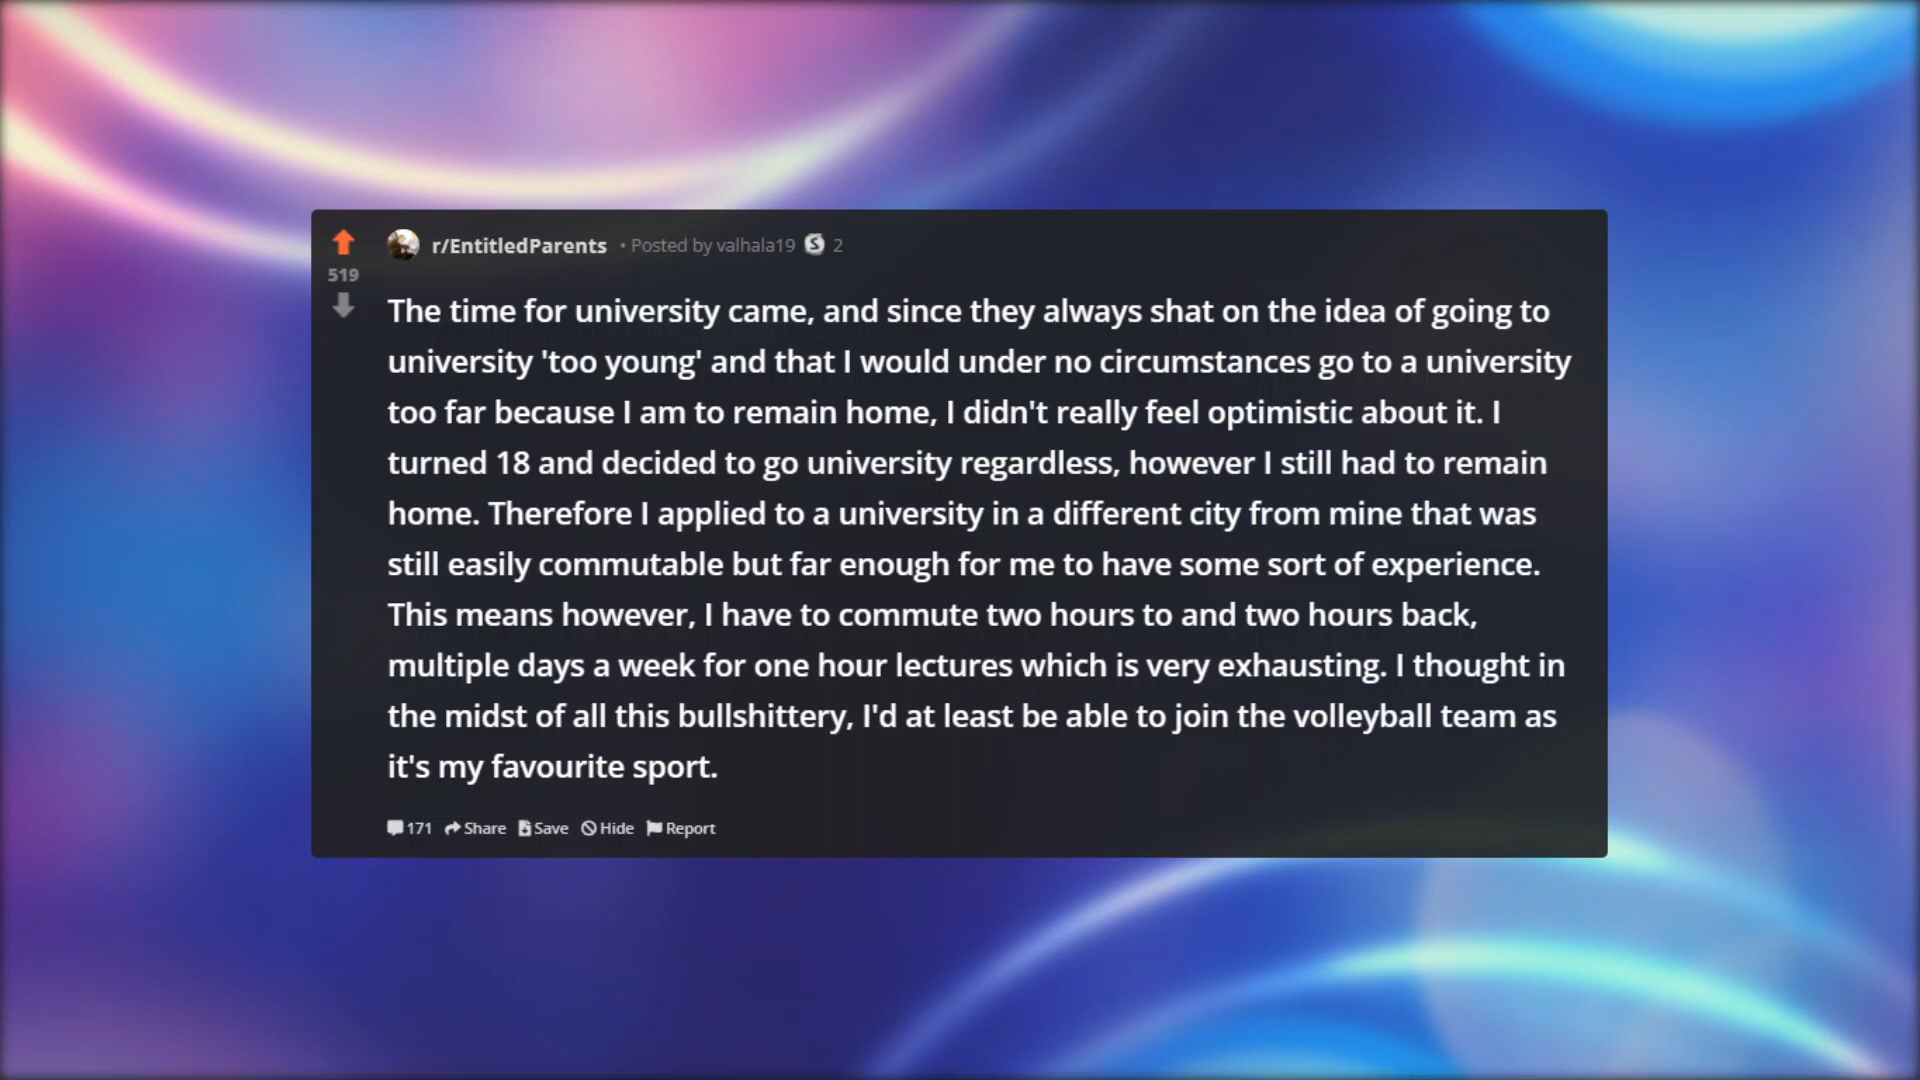 r/EntitledParents • Posted by valhala19 S 2
519
The time for university came, and since they always shat on the idea of going to
university 'too young' and that I would under no circumstances go to a university
too far because I am to remain home, I didn't really feel optimistic about it. I
turned 18 and decided to go university regardless, however I still had to remain
home. Therefore I applied to a university in a different city from mine that was
still easily commutable but far enough for me to have some sort of experience.
This means however, I have to commute two hours to and two hours back,
multiple days a week for one hour lectures which is very exhausting. I thought in
the midst of all this bullshittery, I'd at least be able to join the volleyball team as
it's my favourite sport.
171 Share Save Hide Report